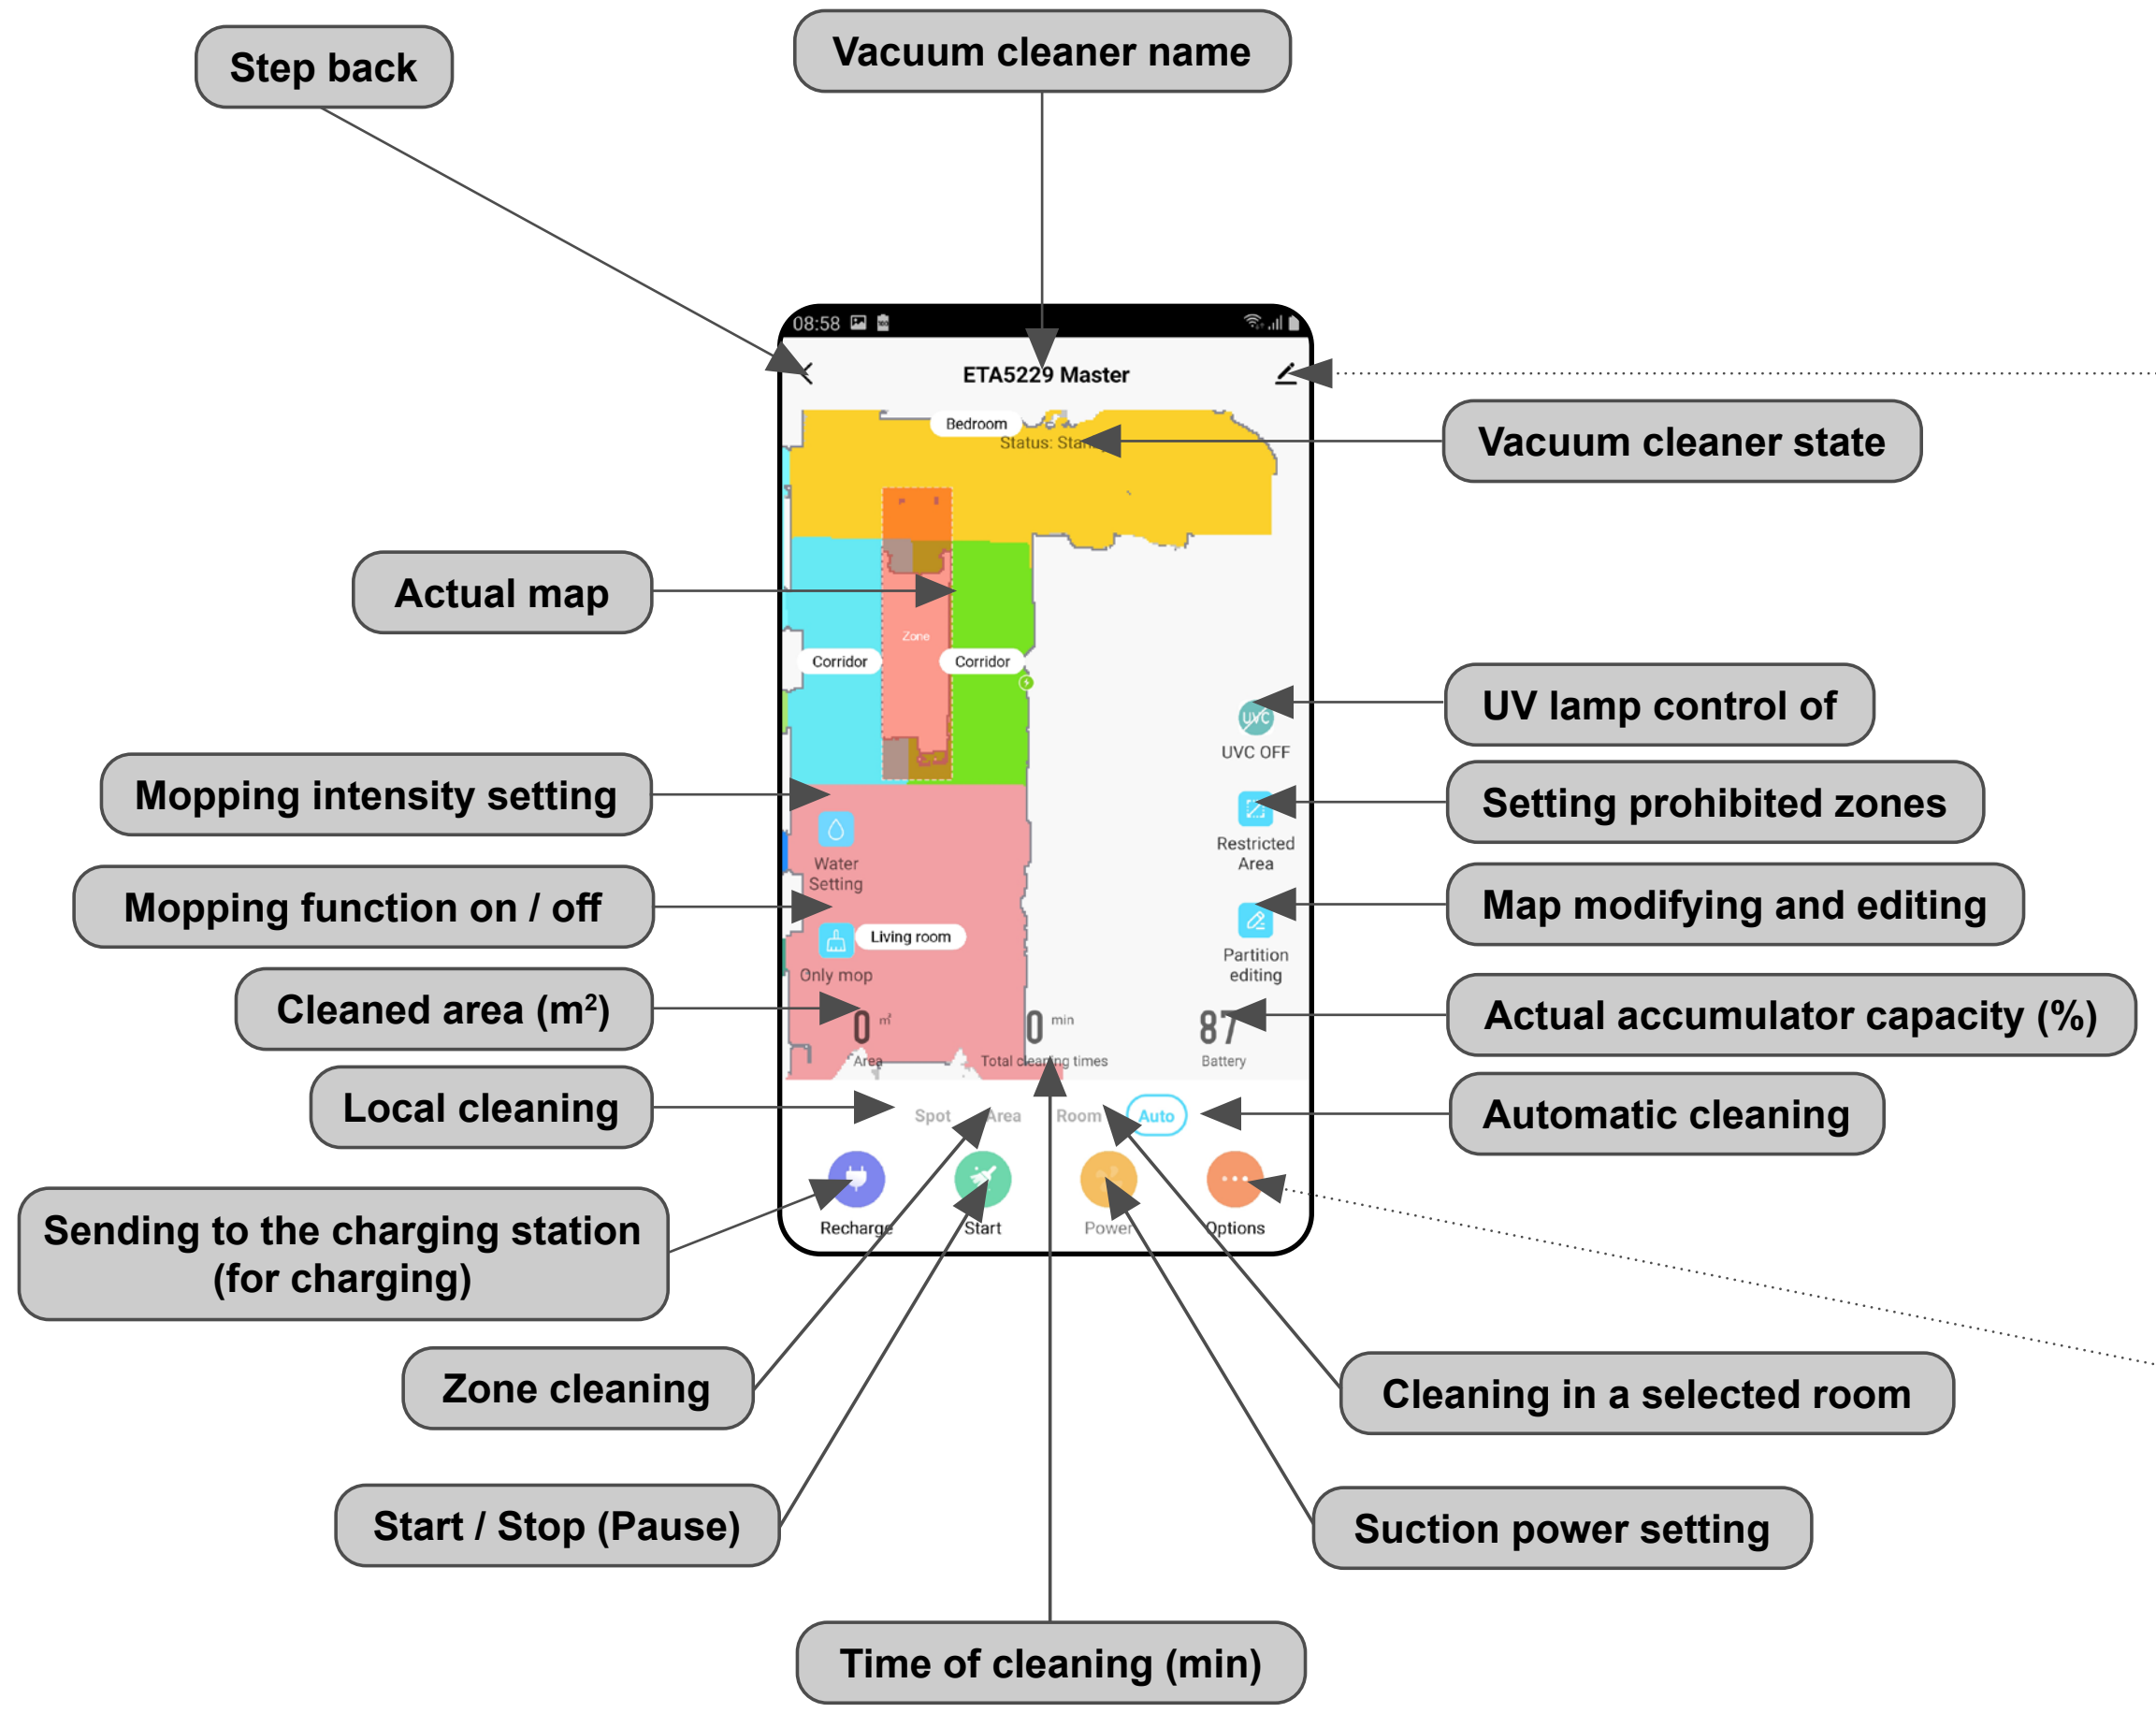 Step back
Vacuum cleaner name
08:58
ETA5229 Master
Bedroom
Status:
Vacuum cleaner state
Actual map
Zone
Corridor
Corridor
UV lamp control of
UVC
UVC OFF
Mopping intensity setting
Setting prohibited zones
Water
Setting
Restricted
Area
Mopping function on / off
Map modifying and editing
Living room
Only mop
Partition
editing
Cleaned area (m²)
0 m²
0 min
87
Actual accumulator capacity (%)
Area
Total cleaning times
Battery
Local cleaning
Spot
Area
Room
Auto
Automatic cleaning
Sending to the charging station
(for charging)
Recharge
Start
Power
Options
Zone cleaning
Cleaning in a selected room
Start / Stop (Pause)
Suction power setting
Time of cleaning (min)